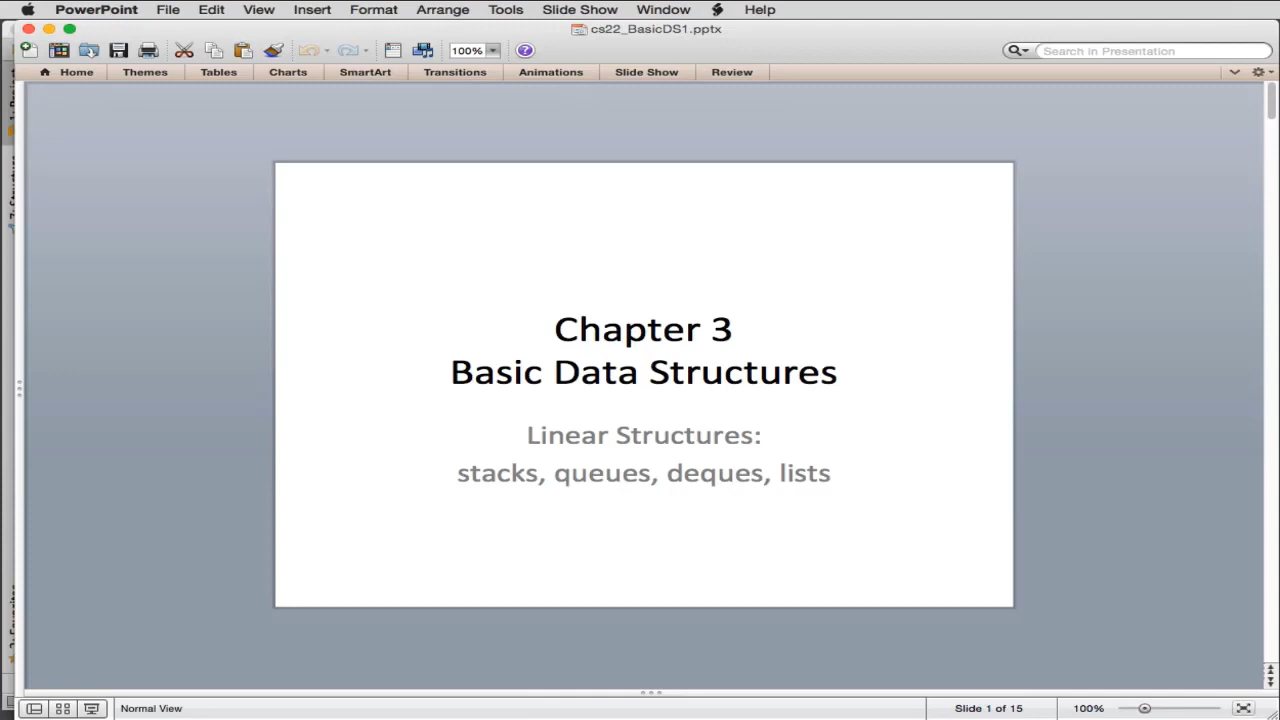 PowerPoint File Edit View Insert Format Arrange Tools Slide Show Window Help
cs22_BasicDS1.pptx
100% Search in Presentation
Home Themes Tables Charts SmartArt Transitions Animations Slide Show Review
Chapter 3
Basic Data Structures
Linear Structures:
stacks, queues, deques, lists
Normal View Slide 1 of 15 100%